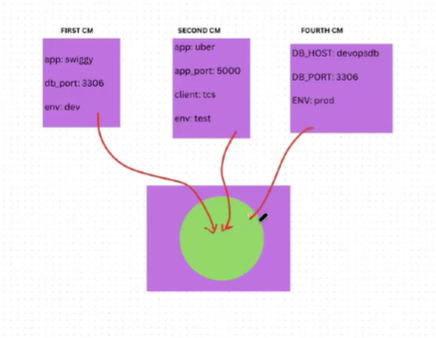 FIRST CM
app: swiggy
db_port: 3306
env: dev
SECOND CM
app: uber
app_port: 5000
client: tcs
env: test
FOURTH CM
DB_HOST: devopsdb
DB_PORT: 3306
ENV: prod